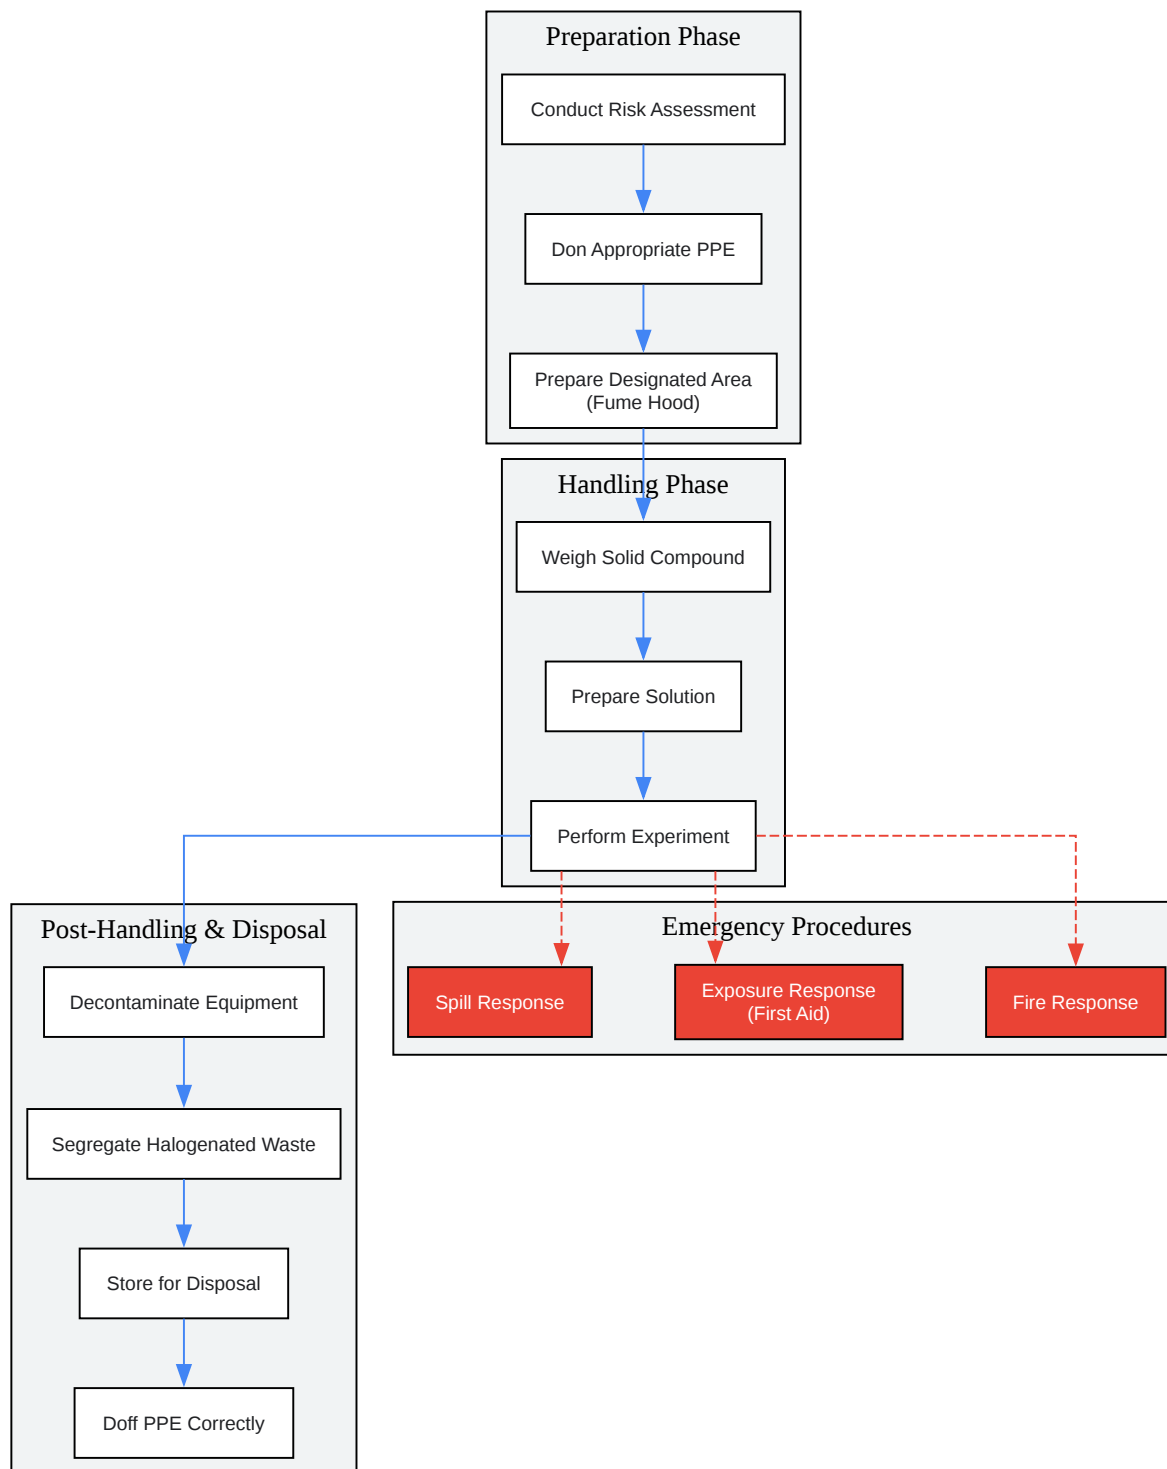 Preparation Phase
Conduct Risk Assessment
Don Appropriate PPE
Prepare Designated Area
(Fume Hood)
Handling Phase
Weigh Solid Compound
Prepare Solution
Perform Experiment
Post-Handling & Disposal
Decontaminate Equipment
Segregate Halogenated Waste
Store for Disposal
Doff PPE Correctly
Emergency Procedures
Spill Response
Exposure Response
(First Aid)
Fire Response